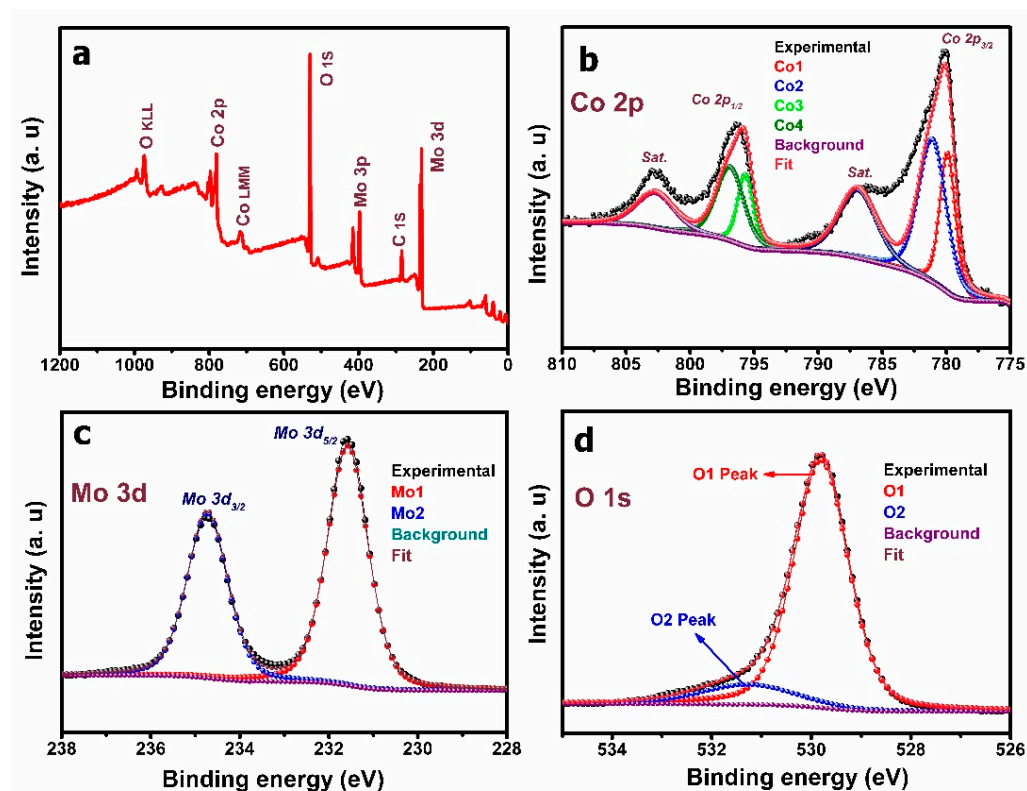 a
Intensity (a. u)
O KLL
Co 2p
Co LMM
O 1s
Mo 3p
C 1s
Mo 3d
1200 1000 800 600 400 200 0
Binding energy (eV)
b
Co 2p
Intensity (a. u)
Sat.
Co 2p1/2
Sat.
Co 2p3/2
Experimental
Co1
Co2
Co3
Co4
Background
Fit
810 805 800 795 790 785 780 775
Binding energy (eV)
c
Mo 3d
Intensity (a. u)
Mo 3d3/2
Mo 3d5/2
Experimental
Mo1
Mo2
Background
Fit
238 236 234 232 230 228
Binding energy (eV)
d
O 1s
Intensity (a. u)
O1 Peak
O2 Peak
Experimental
O1
O2
Background
Fit
534 532 530 528 526
Binding energy (eV)